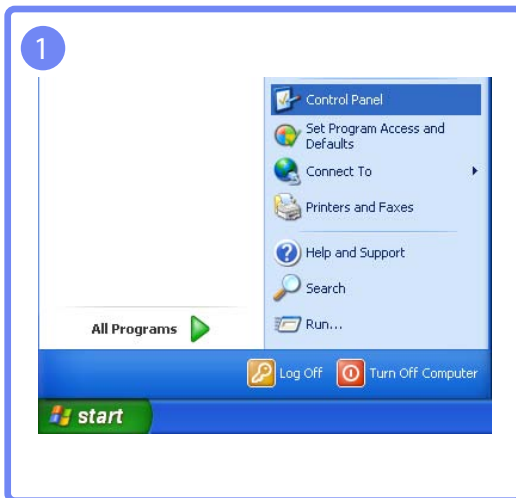 1
Control Panel
Set Program Access and
Defaults
Connect To
Printers and Faxes
Help and Support
Search
Run...
All Programs
Log Off
Turn Off Computer
start